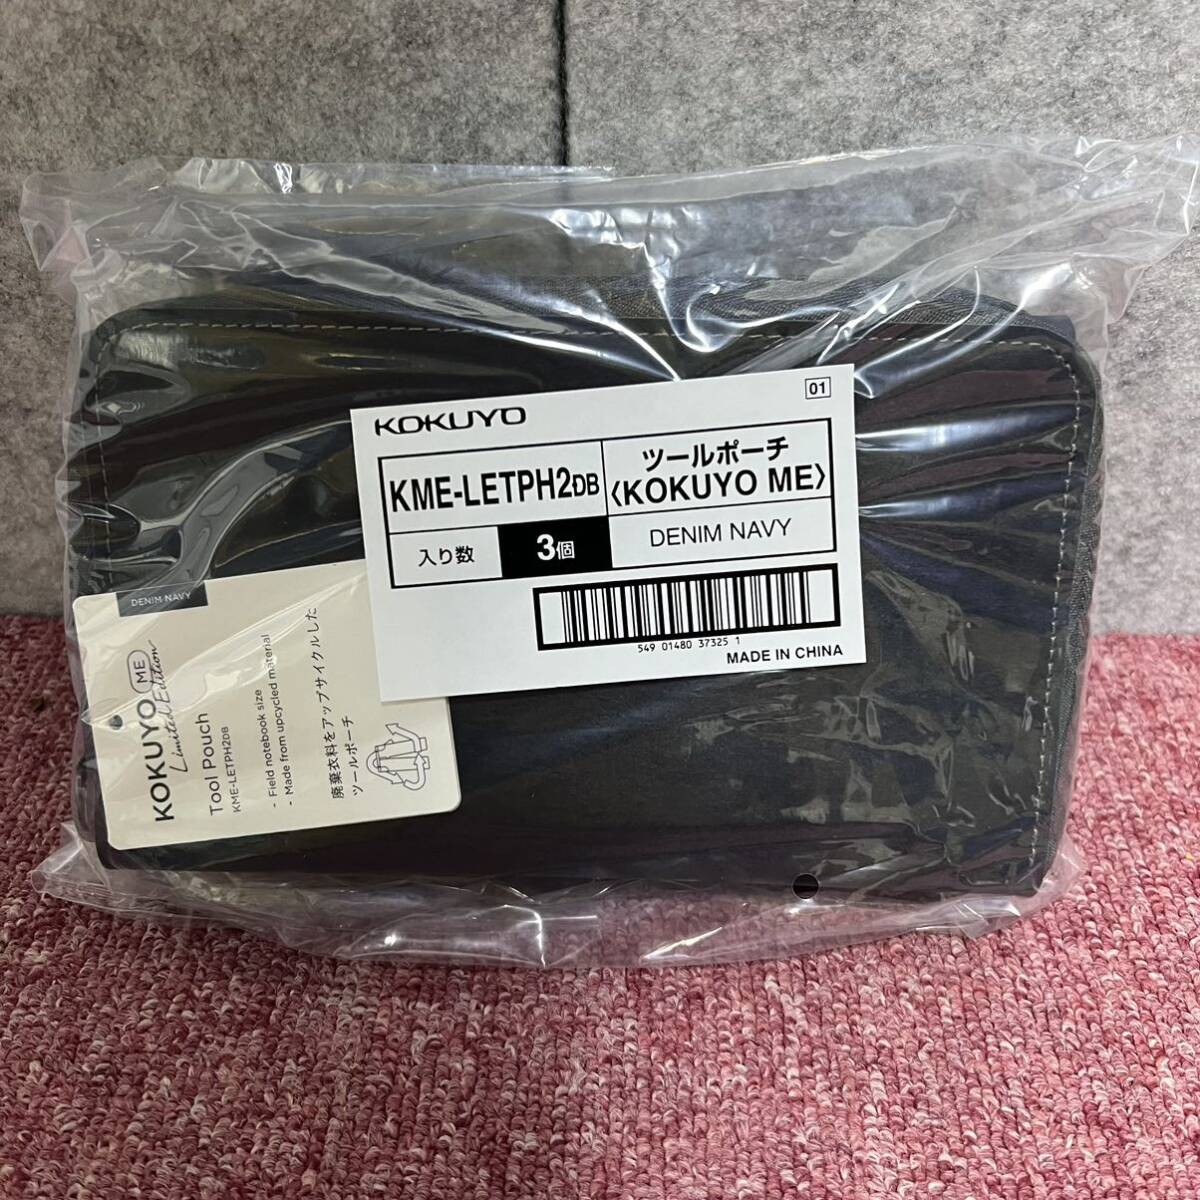 KOKUYO
01
KME-LETPH2-DB
ツールポーチ
〈KOKUYO ME〉
入り数
3個
DENIM NAVY
549 01480 37325 1
MADE IN CHINA
DENIM NAVY
KOKUYO ME
Limited Edition
Tool Pouch
KME-LETPH2DB
- Field notebook size
- Made from upcycled material
廃棄衣料をアップサイクルした
ツールポーチ